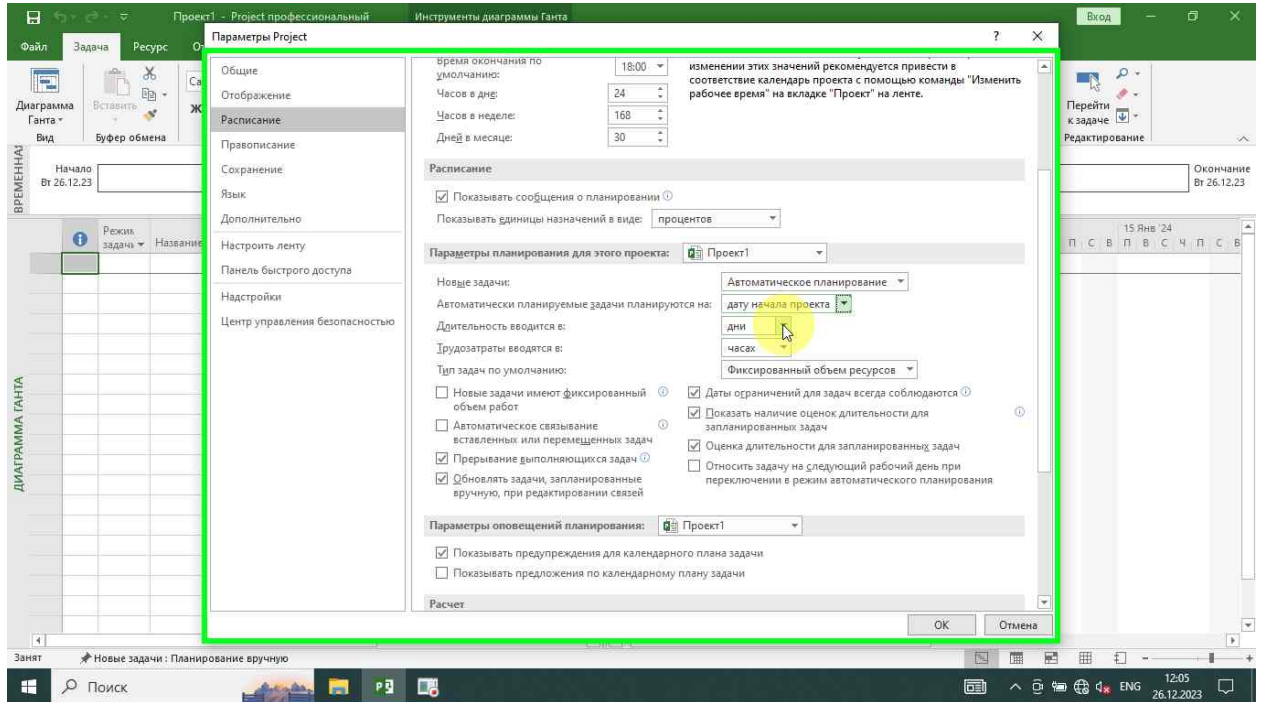 Проект1 - Project профессиональный
Инструменты диаграммы Ганта
Вход
Файл
Задача
Ресурс
Диаграмма Ганта
Вставить
Ж
Вид
Буфер обмена
Перейти к задаче
Редактирование
Начало
Вт 26.12.23
Окончание
Вт 26.12.23
Режим
задачи
Название
15 Янв '24
П С В П В С Ч П С В
ДИАГРАММА ГАНТА
Параметры Project
Общие
Отображение
Расписание
Правописание
Сохранение
Язык
Дополнительно
Настроить ленту
Панель быстрого доступа
Надстройки
Центр управления безопасностью
Время окончания по
умолчанию:
18:00
изменении этих значений рекомендуется привести в
соответствие календарь проекта с помощью команды "Изменить
рабочее время" на вкладке "Проект" на ленте.
Часов в дне: 24
Часов в неделе: 168
Дней в месяце: 30
Расписание
Показывать сообщения о планировании
Показывать единицы назначений в виде: процентов
Параметры планирования для этого проекта: Проект1
Новые задачи: Автоматическое планирование
Автоматически планируемые задачи планируются на: дату начала проекта
Длительность вводится в: дни
Трудозатраты вводятся в: часах
Тип задач по умолчанию: Фиксированный объем ресурсов
Новые задачи имеют фиксированный
объем работ
Автоматическое связывание
вставленных или перемещенных задач
Прерывание выполняющихся задач
Обновлять задачи, запланированные
вручную, при редактировании связей
Даты ограничений для задач всегда соблюдаются
Показать наличие оценок длительности для
запланированных задач
Оценка длительности для запланированных задач
Относить задачу на следующий рабочий день при
переключении в режим автоматического планирования
Параметры оповещений планирования: Проект1
Показывать предупреждения для календарного плана задачи
Показывать предложения по календарному плану задачи
Расчет
OK
Отмена
Занят
Новые задачи : Планирование вручную
Поиск
ENG
12:05
26.12.2023